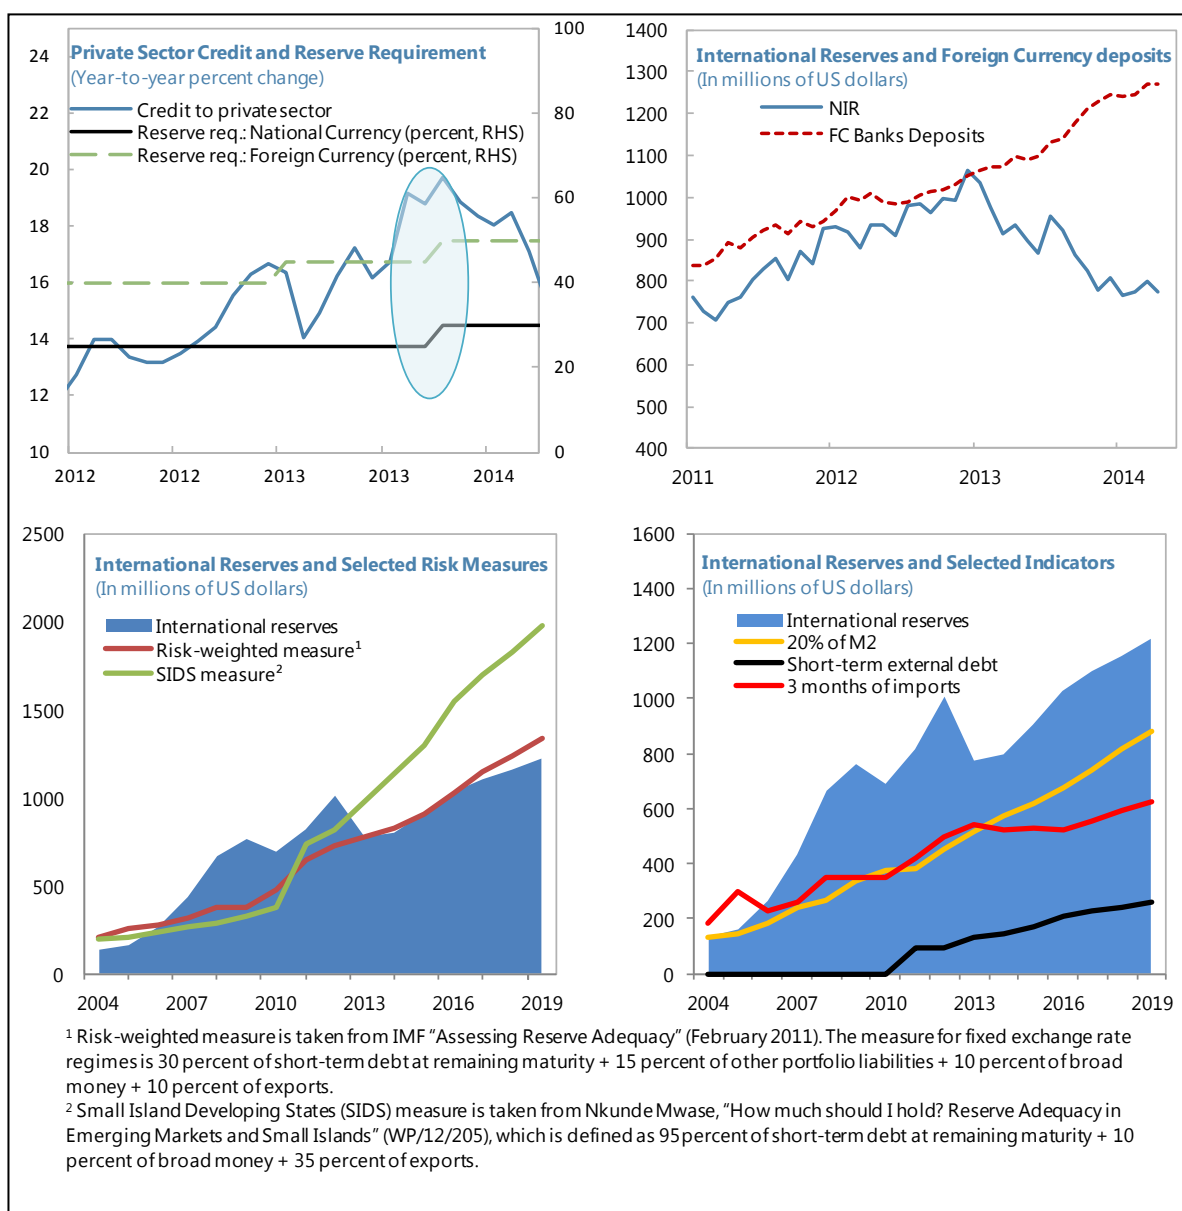 Private Sector Credit and Reserve Requirement
(Year-to-year percent change)
Credit to private sector
Reserve req.: National Currency (percent, RHS)
Reserve req.: Foreign Currency (percent, RHS)
24
22
20
18
16
14
12
10
100
80
60
40
20
0
2012
2012
2013
2013
2014
International Reserves and Foreign Currency deposits
(In millions of US dollars)
NIR
FC Banks Deposits
1400
1300
1200
1100
1000
900
800
700
600
500
400
2011
2012
2013
2014
International Reserves and Selected Risk Measures
(In millions of US dollars)
International reserves
Risk-weighted measure¹
SIDS measure²
2500
2000
1500
1000
500
0
2004
2007
2010
2013
2016
2019
International Reserves and Selected Indicators
(In millions of US dollars)
International reserves
20% of M2
Short-term external debt
3 months of imports
1600
1400
1200
1000
800
600
400
200
0
2004
2007
2010
2013
2016
2019
¹ Risk-weighted measure is taken from IMF “Assessing Reserve Adequacy” (February 2011). The measure for fixed exchange rate
regimes is 30 percent of short-term debt at remaining maturity + 15 percent of other portfolio liabilities + 10 percent of broad
money + 10 percent of exports.
² Small Island Developing States (SIDS) measure is taken from Nkunde Mwase, “How much should I hold? Reserve Adequacy in
Emerging Markets and Small Islands” (WP/12/205), which is defined as 95 percent of short-term debt at remaining maturity + 10
percent of broad money + 35 percent of exports.